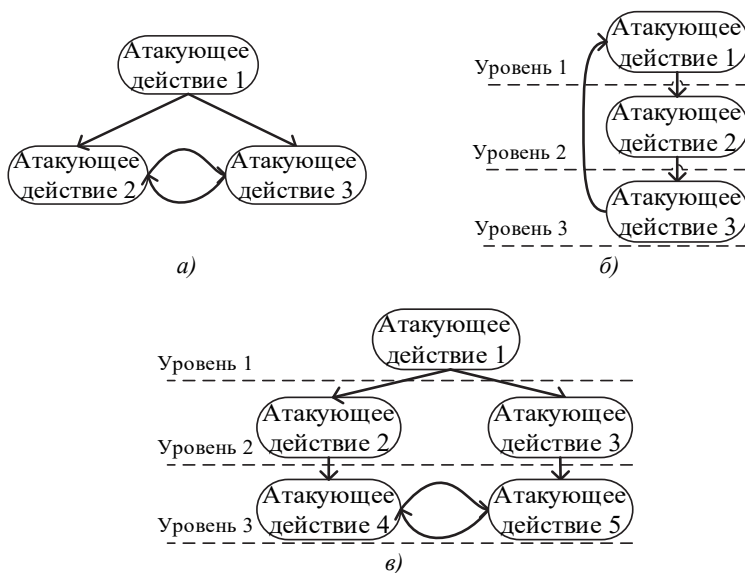 Атакующее
действие 1
Атакующее
действие 2
Атакующее
действие 3
а)
Атакующее
действие 1
Уровень 1
Атакующее
действие 2
Уровень 2
Атакующее
действие 3
Уровень 3
б)
Атакующее
действие 1
Уровень 1
Атакующее
действие 2
Атакующее
действие 3
Уровень 2
Атакующее
действие 4
Атакующее
действие 5
Уровень 3
в)